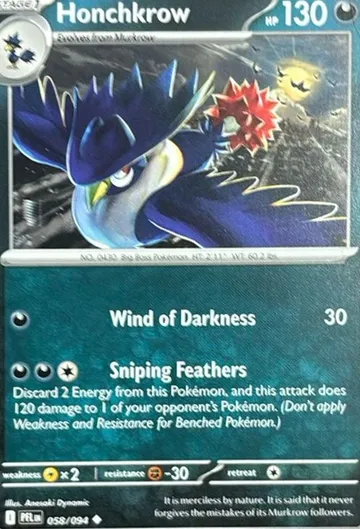 STAGE 1
Honchkrow
HP 130
Evolves from Murkrow
NO. 0430 Big Boss Pokémon HT: 2'11" WT: 60.2 lbs.
Wind of Darkness 30
Sniping Feathers
Discard 2 Energy from this Pokémon, and this attack does
120 damage to 1 of your opponent's Pokémon. (Don't apply
Weakness and Resistance for Benched Pokémon.)
weakness ×2 resistance -30 retreat
Illus. Anesaki Dynamic
I PFL EN 058/094
It is merciless by nature. It is said that it never
forgives the mistakes of its Murkrow followers.